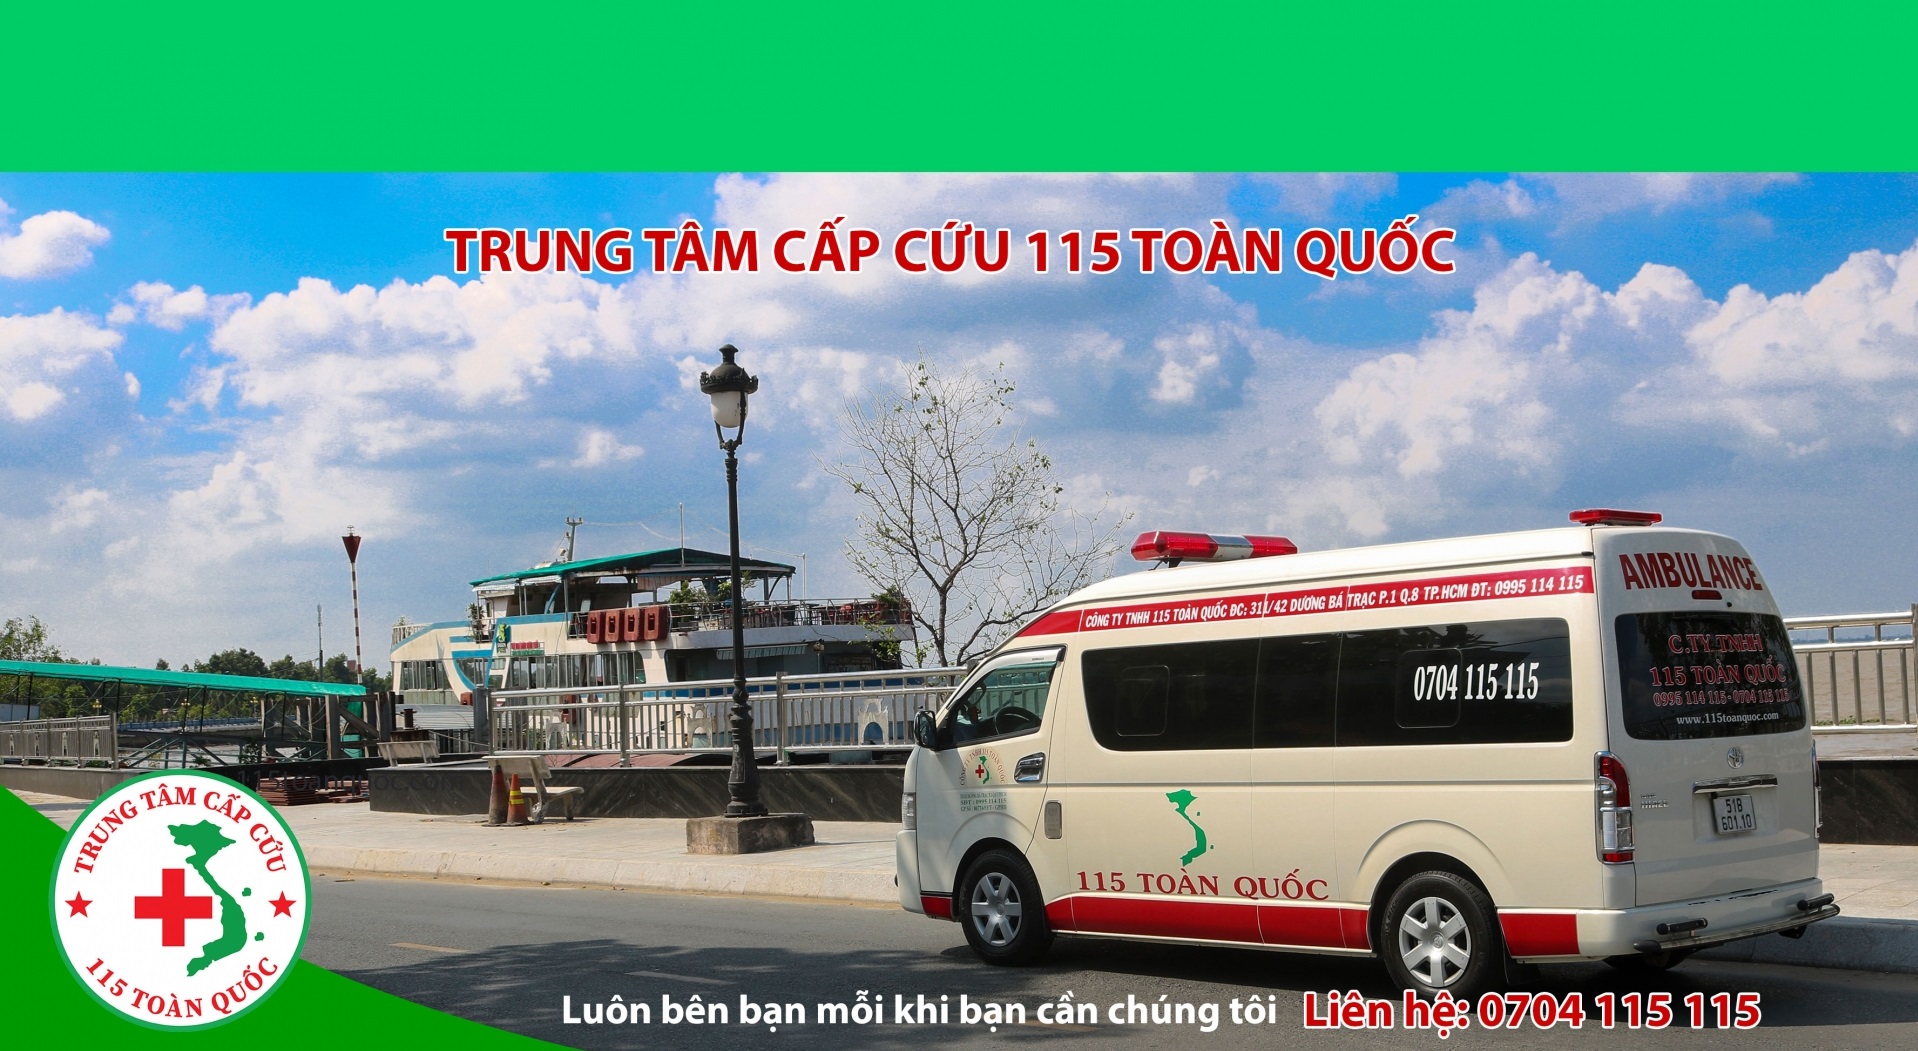 TRUNG TÂM CẤP CỨU 115 TOÀN QUỐC
AMBULANCE
CÔNG TY TNHH 115 TOÀN QUỐC ĐC: 311/42 DƯƠNG BÁ TRẠC P.1 Q.8 TP.HCM ĐT: 0995 114 115
0704 115 115
C.TY TNHH
115 TOÀN QUỐC
0995 114 115 - 0704 115 115
www.115toanquoc.com
51B
601.10
115 TOÀN QUỐC
TRUNG TÂM CẤP CỨU
115 TOÀN QUỐC
Luôn bên bạn mỗi khi bạn cần chúng tôi
Liên hệ: 0704 115 115